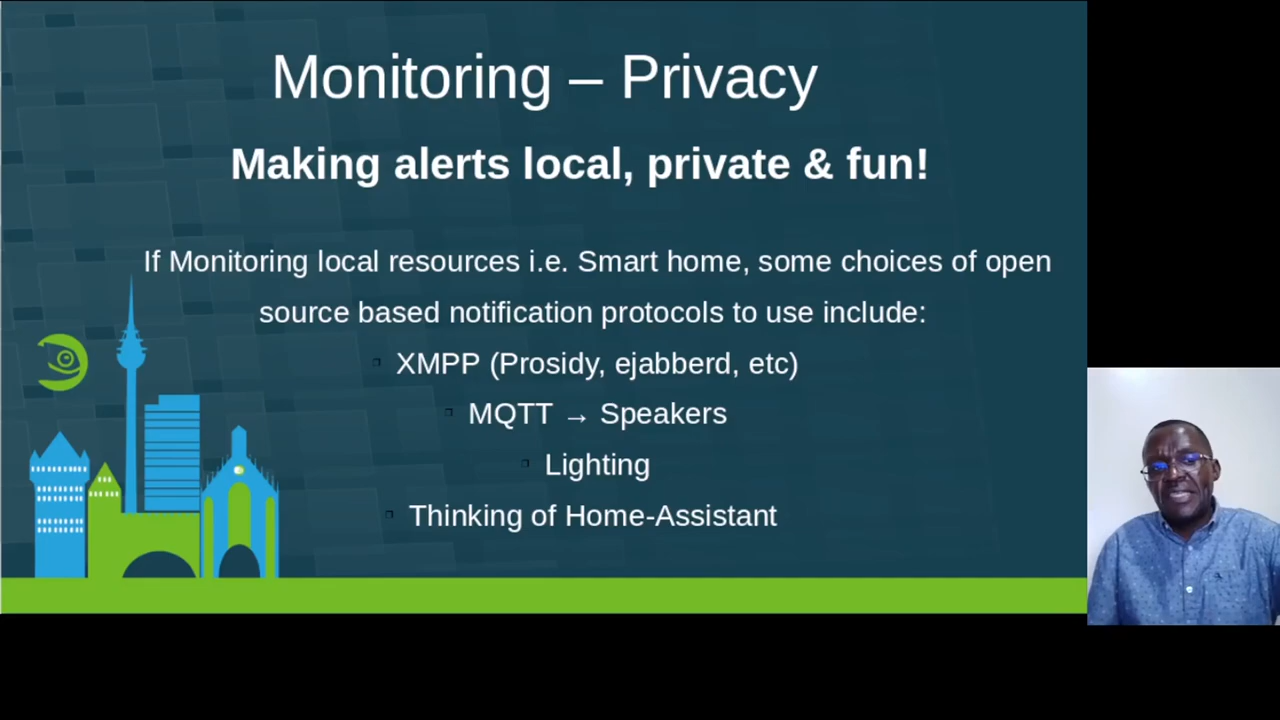 Monitoring – Privacy
Making alerts local, private & fun!
If Monitoring local resources i.e. Smart home, some choices of open
source based notification protocols to use include:
XMPP (Prosidy, ejabberd, etc)
MQTT → Speakers
Lighting
Thinking of Home-Assistant